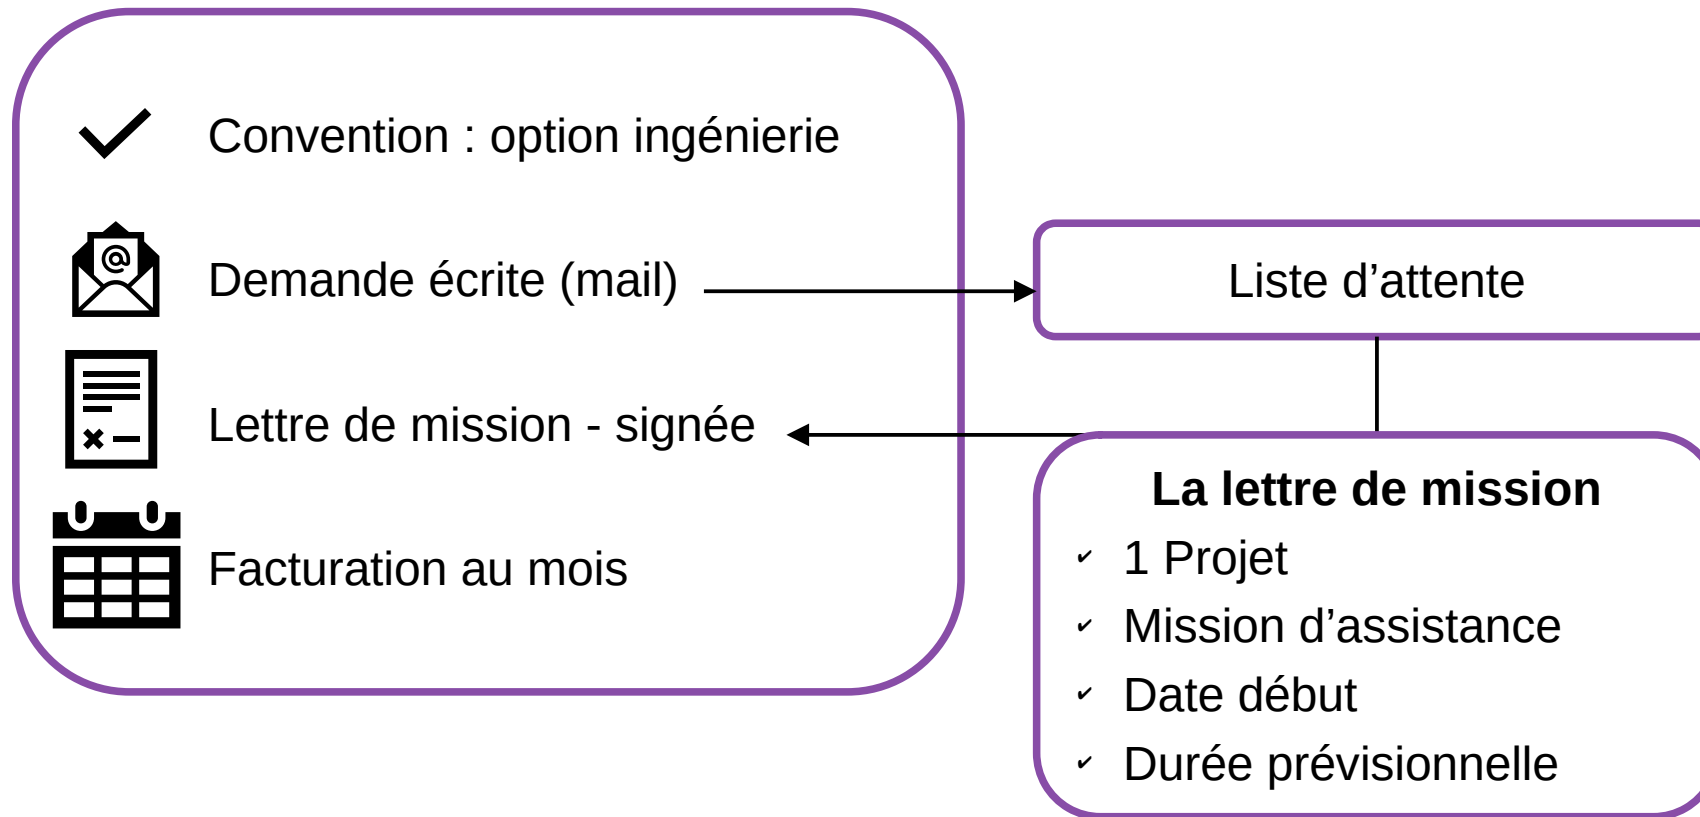 Convention : option ingénierie
Demande écrite (mail)
Lettre de mission - signée
Facturation au mois
Liste d’attente
La lettre de mission
✔ 1 Projet
✔ Mission d’assistance
✔ Date début
✔ Durée prévisionnelle